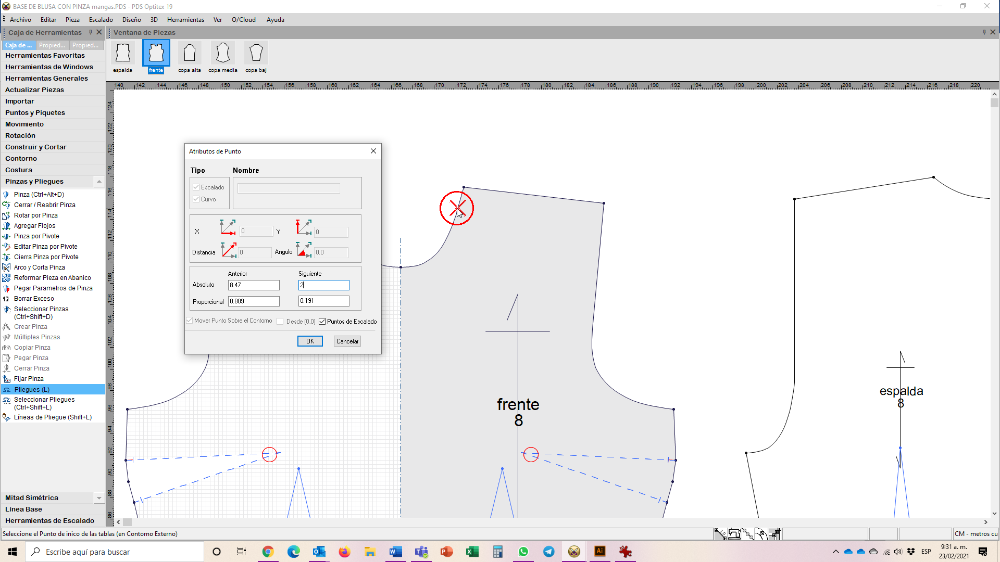 BASE DE BLUSA CON PINZA mangas.PDS - PDS Optitex 19
Archivo Editar Pieza Escalado Diseño 3D Herramientas Ver O/Cloud Ayuda
Caja de Herramientas
Ventana de Piezas
Caja de ... Propied... Propied...
Herramientas Favoritas
Herramientas de Windows
Herramientas Generales
Actualizar Piezas
Importar
Puntos y Piquetes
Movimiento
Rotación
Construir y Cortar
Contorno
Costura
Pinzas y Pliegues
Pinza (Ctrl+Alt+D)
Cerrar / Reabrir Pinza
Rotar por Pinza
Agregar Flojos
Pinza por Pivote
Editar Pinza por Pivote
Cierra Pinza por Pivote
Arco y Corta Pinza
Reformar Pieza en Abanico
Pegar Parametros de Pinza
Borrar Exceso
Seleccionar Pinzas
(Ctrl+Shift+D)
Crear Pinza
Múltiples Pinzas
Copiar Pinza
Pegar Pinza
Cerrar Pinza
Fijar Pinza
Pliegues (L)
Seleccionar Pliegues
(Ctrl+Shift+L)
Líneas de Pliegue (Shift+L)
Mitad Simétrica
Línea Base
Herramientas de Escalado
espalda frente copa alta copa media copa baj
140 142 144 146 148 150 152 154 156 158 160 162 164 166 168 170 172 174 176 178 180 182 184 186 188 190 192 194 196 198 200 202 204 206 208 210 212 214 216 218 220
124
122
120
118
116
114
112
110
108
106
104
102
100
98
96
94
92
90
88
86
Atributos de Punto
Tipo Nombre
Escalado
Curvo
X 0 Y 0
Distancia 0 Angulo 0.0
Anterior Siguiente
Absoluto 8.47 2
Proporcional 0.809 0.191
Mover Punto Sobre el Contorno Desde (0,0) Puntos de Escalado
OK Cancelar
frente
8
espalda
8
Seleccione el Punto de inico de las tablas (en Contorno Externo)
CM - metros cu
Escribe aquí para buscar
ESP
9:31 a. m.
23/02/2021